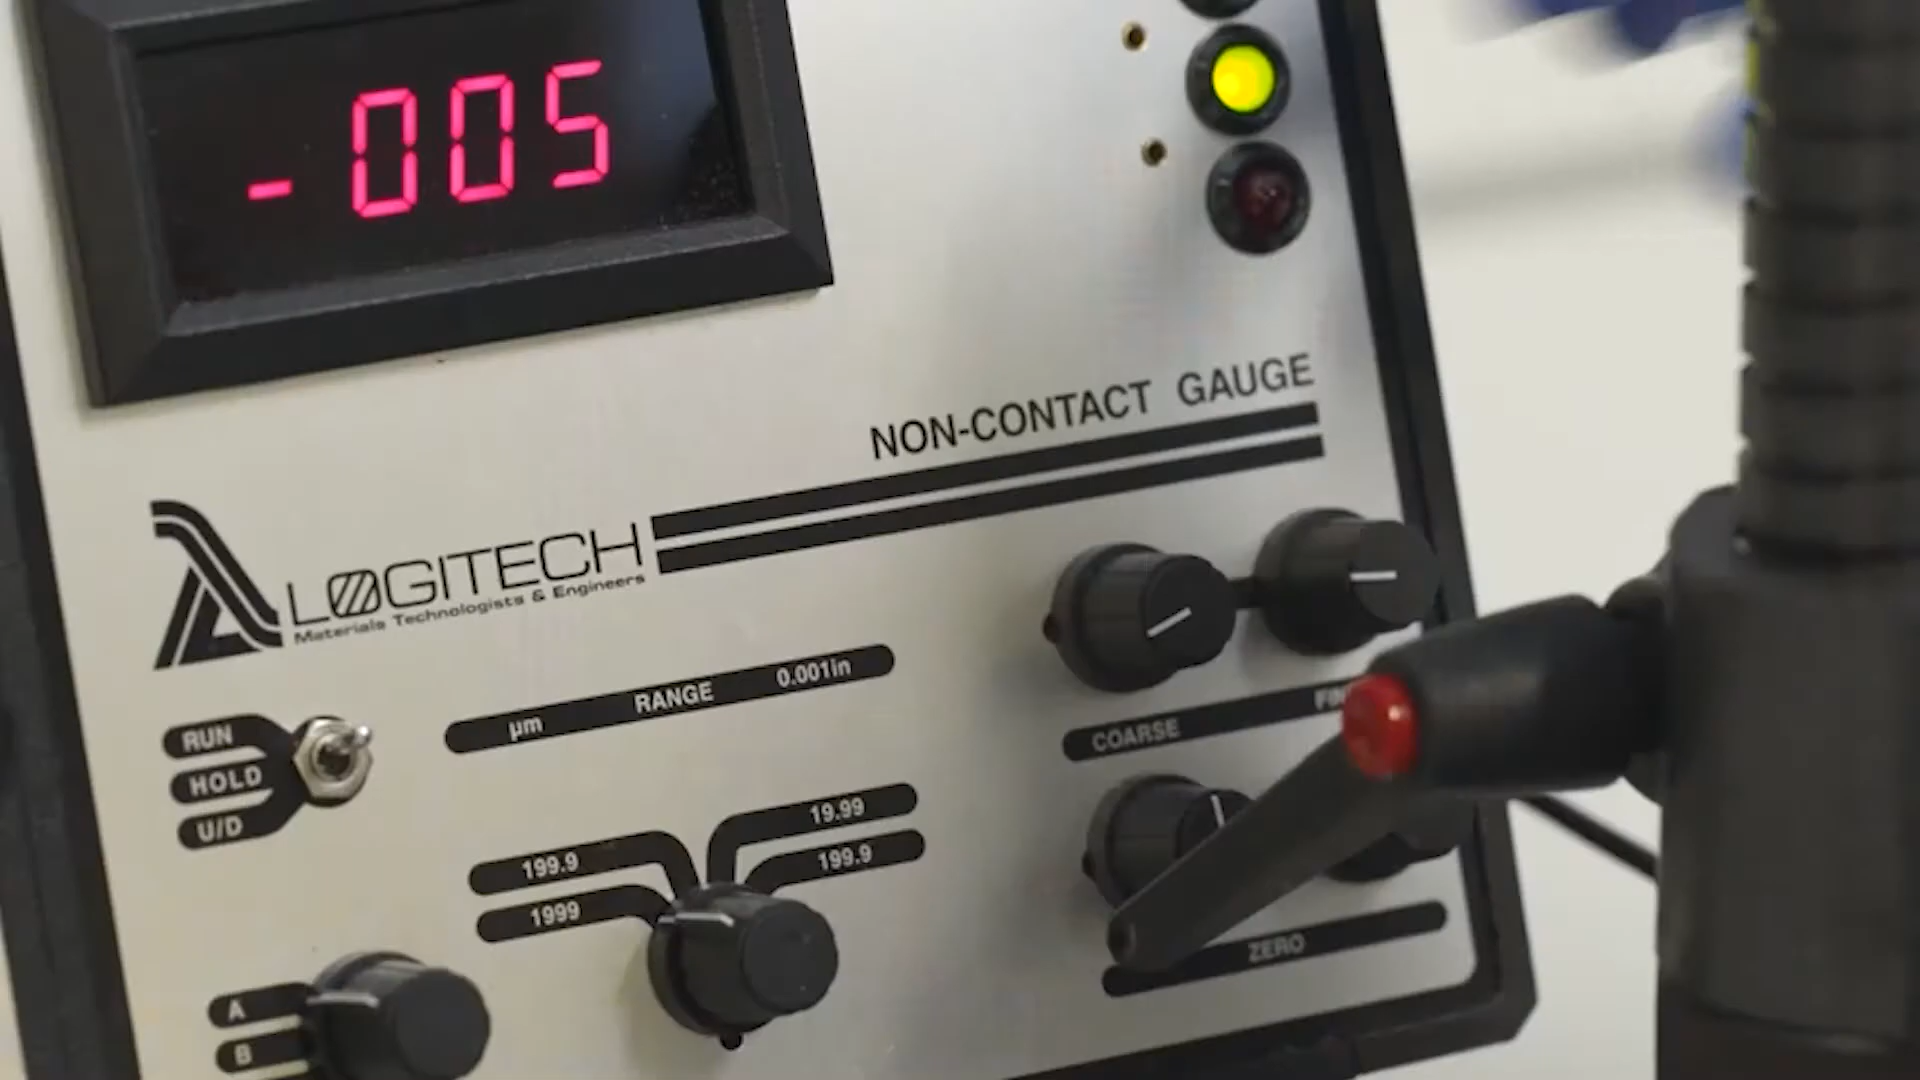 -005
NON-CONTACT GAUGE
LOGITECH
Materials Technologists & Engineers
µm RANGE 0.001in
RUN
HOLD
U/D
COARSE
199.9
1999
19.99
199.9
ZERO
A
B